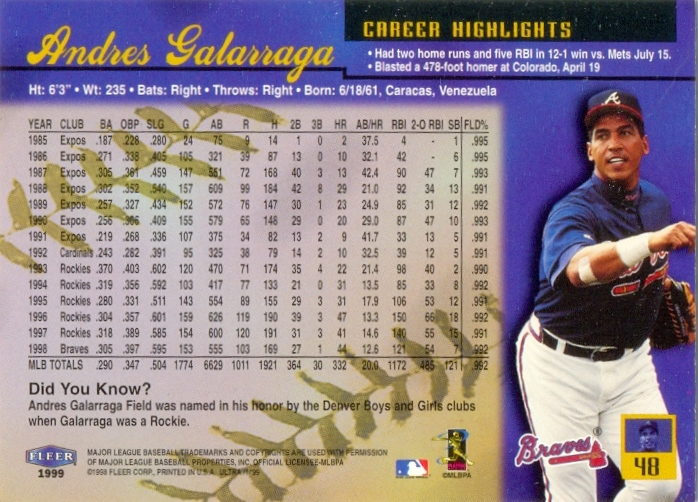 Andres Galarraga
CAREER HIGHLIGHTS
• Had two home runs and five RBI in 12-1 win vs. Mets July 15.
• Blasted a 478-foot homer at Colorado, April 19
Ht: 6'3" • Wt: 235 • Bats: Right • Throws: Right • Born: 6/18/61, Caracas, Venezuela
YEAR CLUB BA OBP SLG G AB R H 2B 3B HR AB/HR RBI 2-O RBI SB FLD%
1985 Expos .187 .228 .280 24 75 9 14 1 0 2 37.5 4 - 1 .995
1986 Expos .271 .338 .405 105 321 39 87 13 0 10 32.1 42 - 6 .995
1987 Expos .305 .361 .459 147 551 72 168 40 3 13 42.4 90 47 7 .993
1988 Expos .302 .352 .540 157 609 99 184 42 8 29 21.0 92 34 13 .991
1989 Expos .257 .327 .434 152 572 76 147 30 1 23 24.9 85 31 12 .992
1990 Expos .256 .306 .409 155 579 65 148 29 0 20 29.0 87 47 10 .993
1991 Expos .219 .268 .336 107 375 34 82 13 2 9 41.7 33 13 5 .991
1992 Cardinals .243 .282 .391 95 325 38 79 14 2 10 32.5 39 12 5 .991
1993 Rockies .370 .403 .602 120 470 71 174 35 4 22 21.4 98 40 2 .990
1994 Rockies .319 .356 .592 103 417 77 133 21 0 31 13.5 85 33 8 .992
1995 Rockies .280 .331 .511 143 554 89 155 29 3 31 17.9 106 53 12 .991
1996 Rockies .304 .357 .601 159 626 119 190 39 3 47 13.3 150 66 18 .992
1997 Rockies .318 .389 .585 154 600 120 191 31 3 41 14.6 140 55 15 .991
1998 Braves .305 .397 .595 153 555 103 169 27 1 44 12.6 121 54 7 .992
MLB TOTALS .290 .347 .504 1774 6629 1011 1921 364 30 332 20.0 1172 485 121 .992
Did You Know?
Andres Galarraga Field was named in his honor by the Denver Boys and Girls clubs
when Galarraga was a Rockie.
FLEER
1999
MAJOR LEAGUE BASEBALL TRADEMARKS AND COPYRIGHTS ARE USED WITH PERMISSION
OF MAJOR LEAGUE BASEBALL PROPERTIES, INC. OFFICIAL LICENSEE-MLBPA
©1998 FLEER CORP., PRINTED IN U.S.A. ULTRA '99
©MLBPA
Braves
48